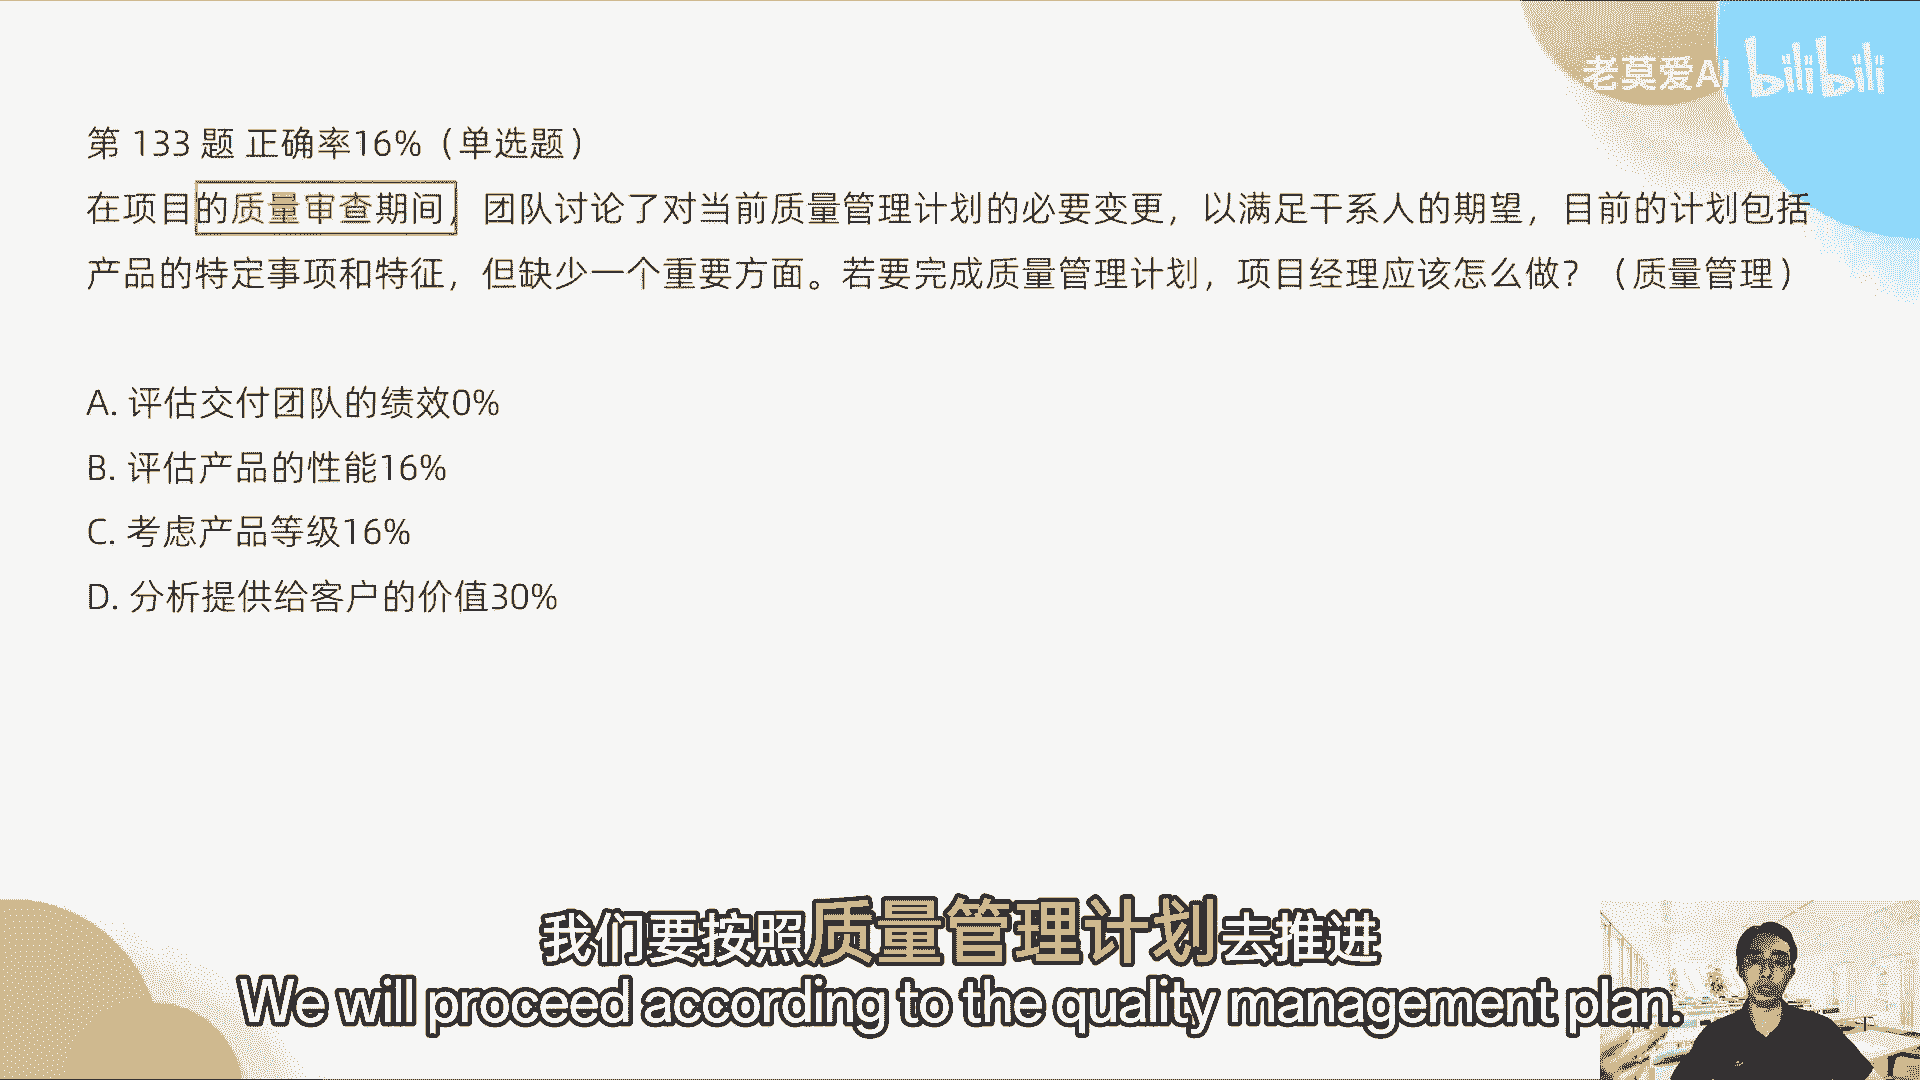 老莫爱AI bilibili
第 133 题 正确率16%（单选题）
在项目的质量审查期间，团队讨论了对当前质量管理计划的必要变更，以满足干系人的期望，目前的计划包括
产品的特定事项和特征，但缺少一个重要方面。若要完成质量管理计划，项目经理应该怎么做？（质量管理）
A. 评估交付团队的绩效0%
B. 评估产品的性能16%
C. 考虑产品等级16%
D. 分析提供给客户的价值30%
我们要按照质量管理计划去推进
We will proceed according to the quality management plan.